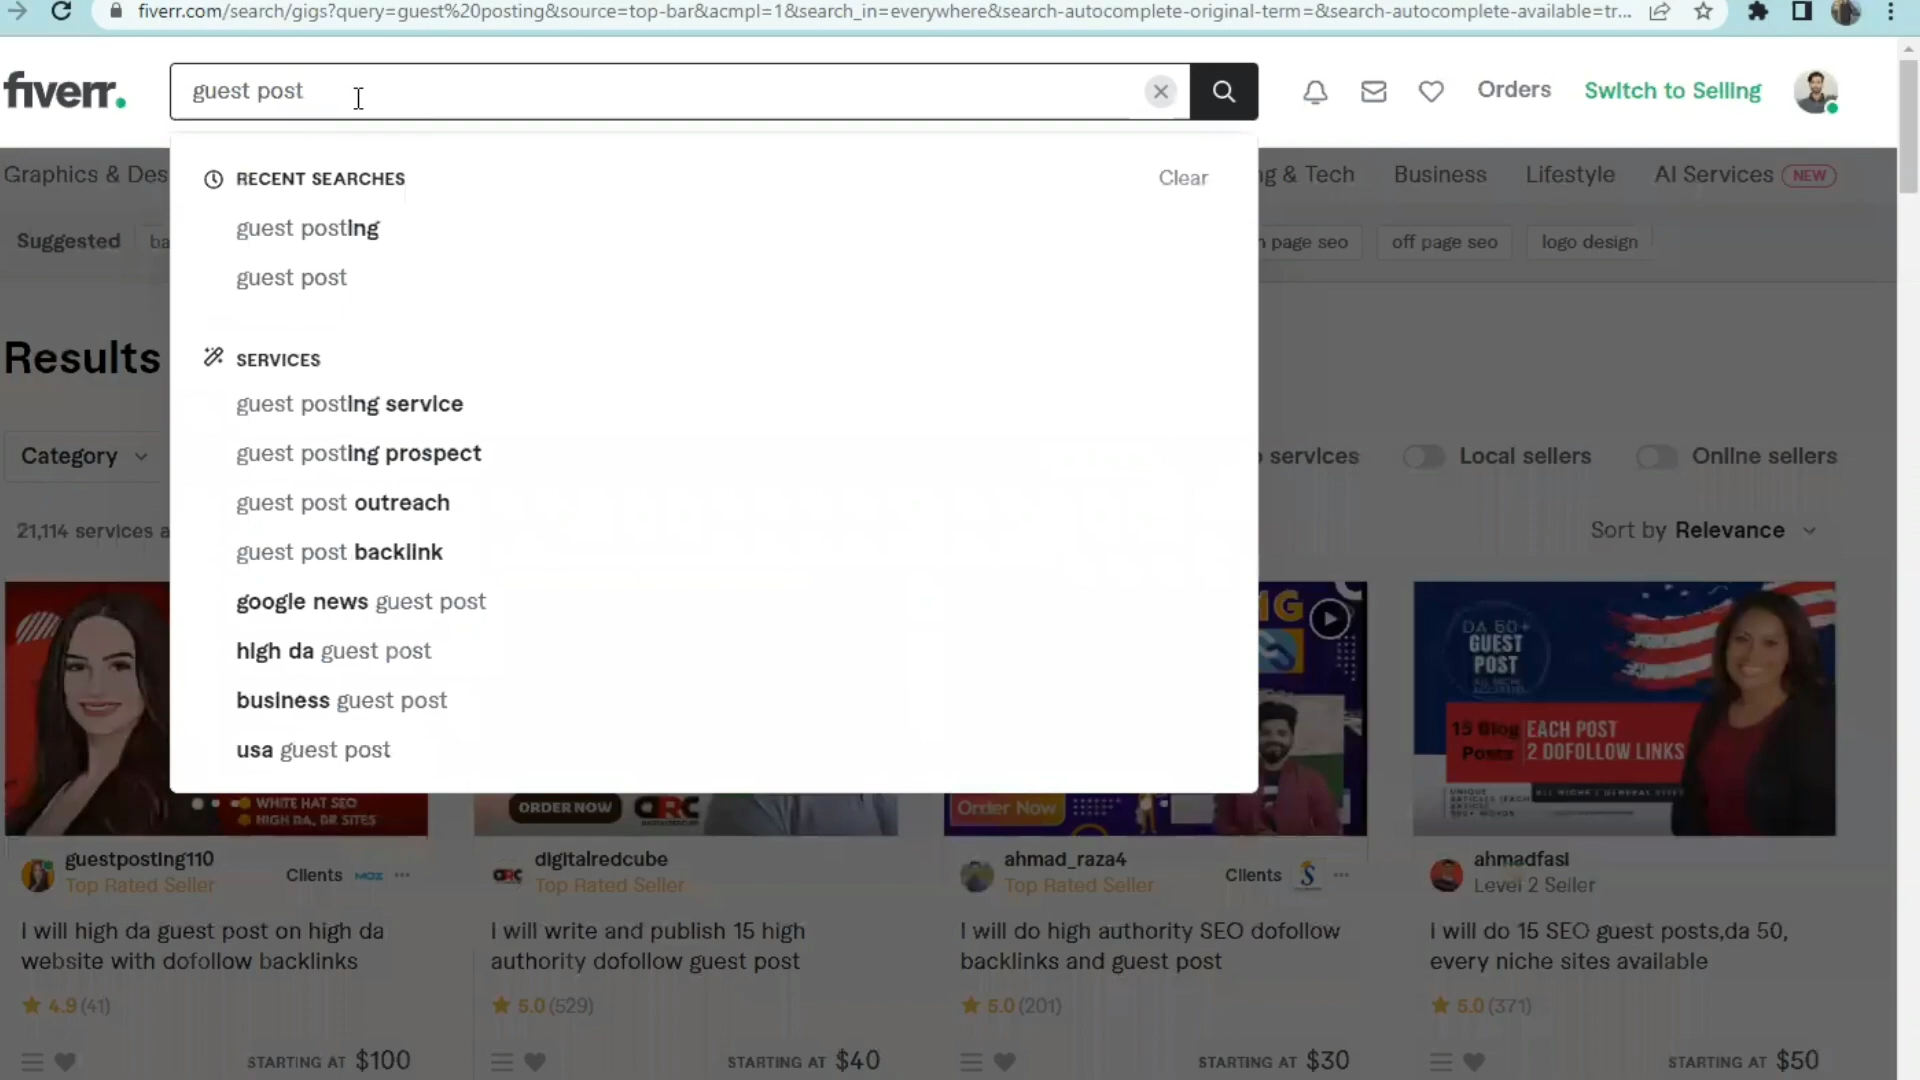 fiverr.com/search/gigs?query=guest%20posting&source=top-bar&acmpl=1&search_in=everywhere&search-autocomplete-original-term=&search-autocomplete-available=tr...
fiverr.
guest post
Orders
Switch to Selling
RECENT SEARCHES
Clear
guest posting
guest post
SERVICES
guest posting service
guest posting prospect
guest post outreach
guest post backlink
google news guest post
high da guest post
business guest post
usa guest post
Graphics & Des
ng & Tech
Business
Lifestyle
AI Services
NEW
Suggested
ba
n page seo
off page seo
logo design
Results
Category
o services
Local sellers
Online sellers
21,114 services a
Sort by Relevance
WHITE HAT SEO
HIGH DA, DR SITES
ORDER NOW
Order Now
DA 50+
GUEST
POST
15 Blog
Posts
EACH POST
2 DOFOLLOW LINKS
guestposting110
Top Rated Seller
Clients
MOZ
...
I will high da guest post on high da
website with dofollow backlinks
4.9 (41)
STARTING AT $100
digitalredcube
Top Rated Seller
I will write and publish 15 high
authority dofollow guest post
5.0 (529)
STARTING AT $40
ahmad_raza4
Top Rated Seller
Clients
...
I will do high authority SEO dofollow
backlinks and guest post
5.0 (201)
STARTING AT $30
ahmadfasi
Level 2 Seller
I will do 15 SEO guest posts,da 50,
every niche sites available
5.0 (371)
STARTING AT $50